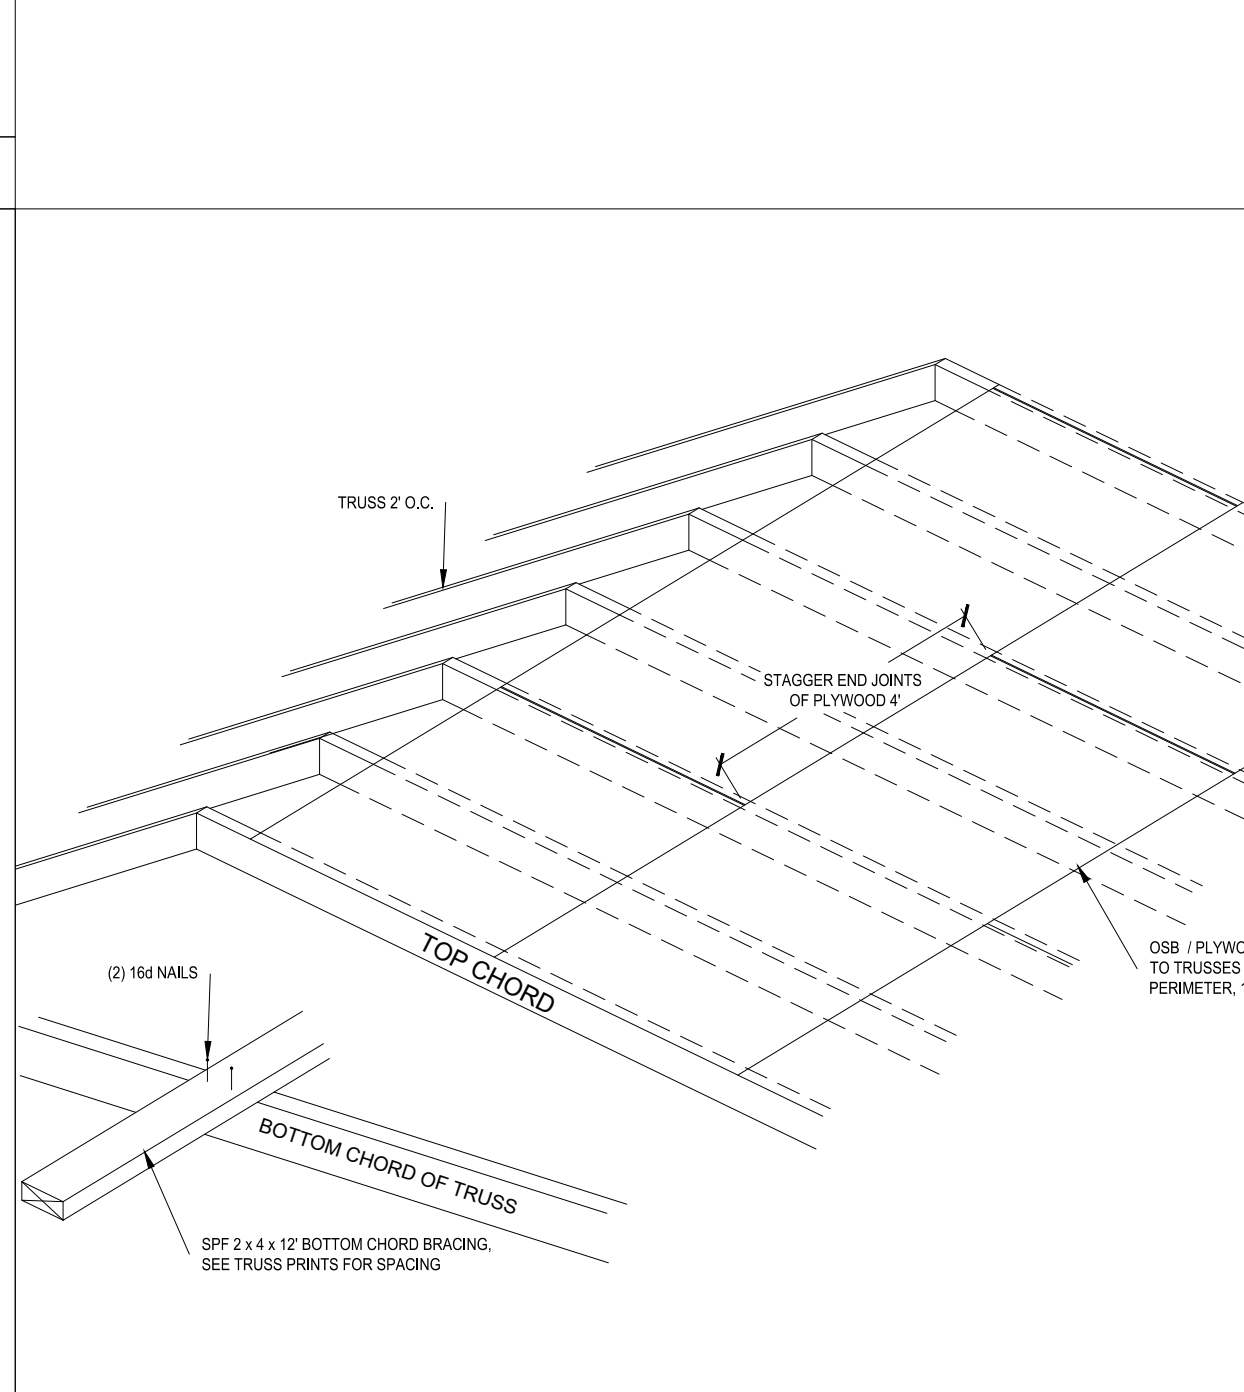 TRUSS 2' O.C.
STAGGER END JOINTS
OF PLYWOOD 4'
TOP CHORD
OSB / PLYWO
TO TRUSSES
PERIMETER, 1
(2) 16d NAILS
BOTTOM CHORD OF TRUSS
SPF 2 x 4 x 12' BOTTOM CHORD BRACING,
SEE TRUSS PRINTS FOR SPACING